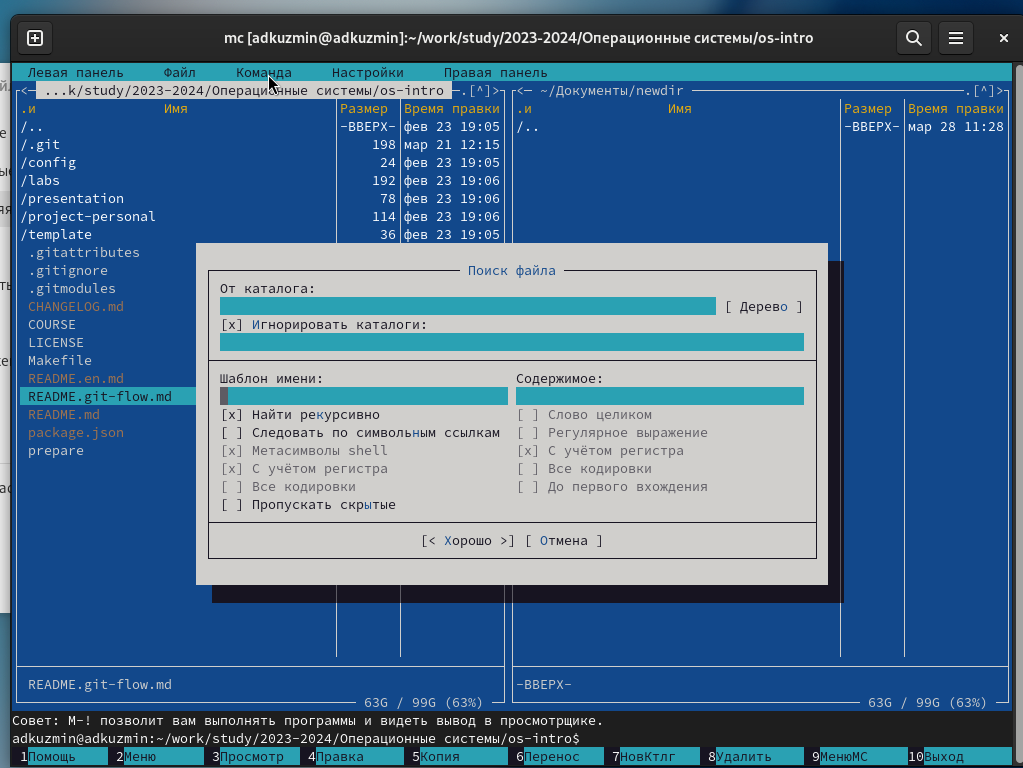 mc [adkuzmin@adkuzmin]:~/work/study/2023-2024/Операционные системы/os-intro
Левая панель Файл Команда Настройки Правая панель
<— ...k/study/2023-2024/Операционные системы/os-intro —.[^]> <— ~/Документы/newdir —.[^]>
.и Имя Размер Время правки .и Имя Размер Время правки
/.. -ВВЕРХ- фев 23 19:05 /.. -ВВЕРХ- мар 28 11:28
/.git 198 мар 21 12:15
/config 24 фев 23 19:05
/labs 192 фев 23 19:06
/presentation 78 фев 23 19:06
/project-personal 114 фев 23 19:06
/template 36 фев 23 19:05
.gitattributes
.gitignore
.gitmodules
CHANGELOG.md
COURSE
LICENSE
Makefile
README.en.md
README.git-flow.md
README.md
package.json
prepare
Поиск файла
От каталога:
[ Дерево ]
[x] Игнорировать каталоги:
Шаблон имени: Содержимое:
[x] Найти рекурсивно [ ] Слово целиком
[ ] Следовать по символьным ссылкам [ ] Регулярное выражение
[x] Метасимволы shell [x] С учётом регистра
[x] С учётом регистра [ ] Все кодировки
[ ] Все кодировки [ ] До первого вхождения
[ ] Пропускать скрытые
[< Хорошо >] [ Отмена ]
README.git-flow.md -ВВЕРХ-
63G / 99G (63%) 63G / 99G (63%)
Совет: M-! позволит вам выполнять программы и видеть вывод в просмотрщике.
adkuzmin@adkuzmin:~/work/study/2023-2024/Операционные системы/os-intro$
1Помощь 2Меню 3Просмотр 4Правка 5Копия 6Перенос 7НовКтлг 8Удалить 9МенюMC 10Выход